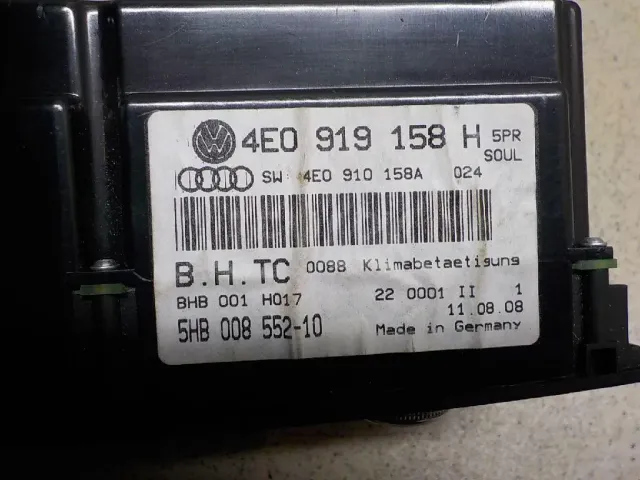 4E0 919 158 H 5PR
SOUL
SW: 4E0 910 158A 024
B.H.TC 0088 Klimabetaetigung
BHB 001 H017 22 0001 II 1
11.08.08
5HB 008 552-10 Made in Germany